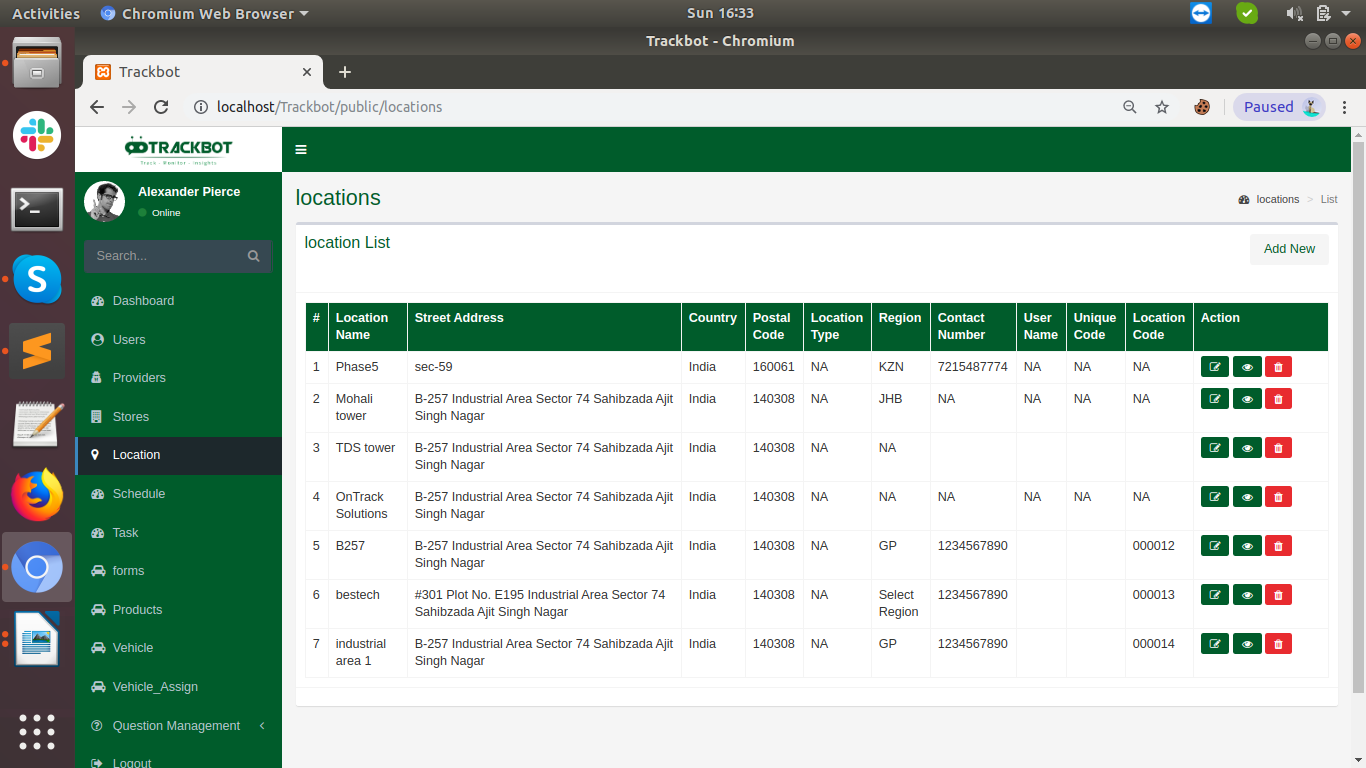 Activities Chromium Web Browser Sun 16:33
Trackbot - Chromium
Trackbot
localhost/Trackbot/public/locations Paused
TRACKBOT
Track - Monitor - Insights
Alexander Pierce
Online
Search...
Dashboard
Users
Providers
Stores
Location
Schedule
Task
forms
Products
Vehicle
Vehicle_Assign
Question Management
Logout
locations
locations > List
location List
Add New
# Location Name Street Address Country Postal Code Location Type Region Contact Number User Name Unique Code Location Code Action
1 Phase5 sec-59 India 160061 NA KZN 7215487774 NA NA NA
2 Mohali tower B-257 Industrial Area Sector 74 Sahibzada Ajit Singh Nagar India 140308 NA JHB NA NA NA NA
3 TDS tower B-257 Industrial Area Sector 74 Sahibzada Ajit Singh Nagar India 140308 NA NA
4 OnTrack Solutions B-257 Industrial Area Sector 74 Sahibzada Ajit Singh Nagar India 140308 NA NA NA NA NA NA
5 B257 B-257 Industrial Area Sector 74 Sahibzada Ajit Singh Nagar India 140308 NA GP 1234567890 000012
6 bestech #301 Plot No. E195 Industrial Area Sector 74 Sahibzada Ajit Singh Nagar India 140308 NA Select Region 1234567890 000013
7 industrial area 1 B-257 Industrial Area Sector 74 Sahibzada Ajit Singh Nagar India 140308 NA GP 1234567890 000014